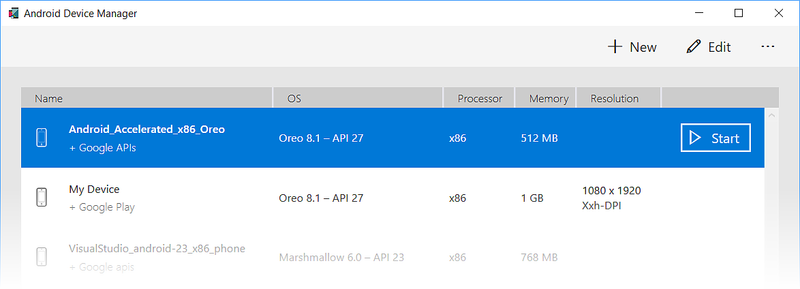 Android Device Manager
New Edit ...
Name OS Processor Memory Resolution
Android_Accelerated_x86_Oreo
+ Google APIs
Oreo 8.1 – API 27 x86 512 MB
Start
My Device
+ Google Play
Oreo 8.1 – API 27 x86 1 GB
1080 x 1920
Xxh-DPI
VisualStudio_android-23_x86_phone
+ Google apis
Marshmallow 6.0 – API 23 x86 768 MB